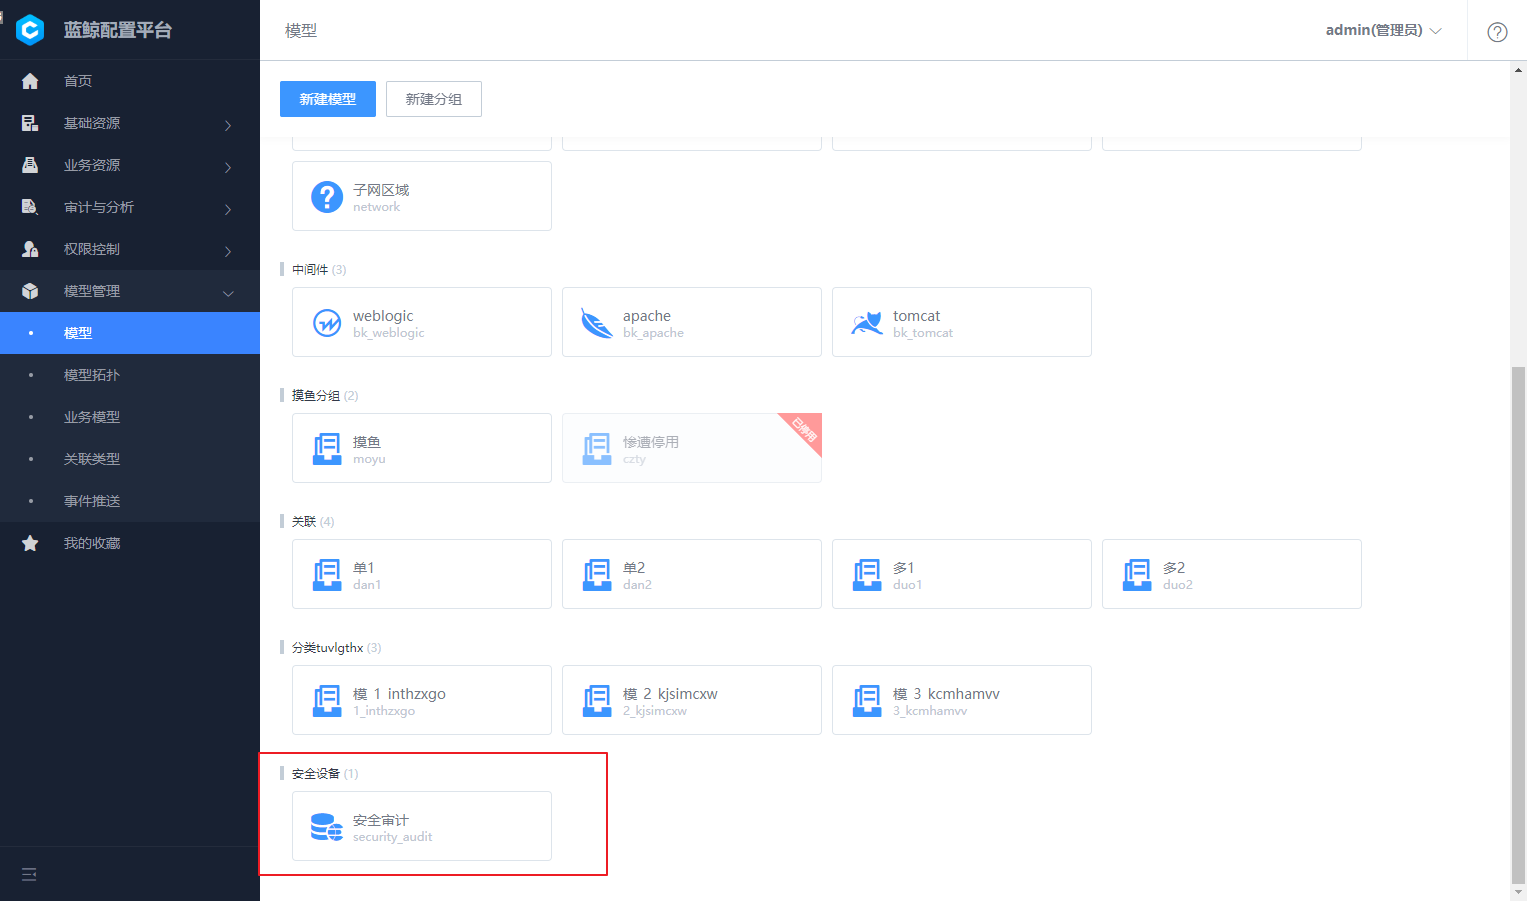 蓝鲸配置平台
首页
基础资源
业务资源
审计与分析
权限控制
模型管理
模型
模型拓扑
业务模型
关联类型
事件推送
我的收藏
模型
admin(管理员)
新建模型
新建分组
子网区域
network
中间件 (3)
weblogic
bk_weblogic
apache
bk_apache
tomcat
bk_tomcat
摸鱼分组 (2)
摸鱼
moyu
惨遭停用
czty
已停用
关联 (4)
单1
dan1
单2
dan2
多1
duo1
多2
duo2
分类tuvlgthx (3)
模 1 inthzxgo
1_inthzxgo
模 2 kjsimcxw
2_kjsimcxw
模 3 kcmhamvv
3_kcmhamvv
安全设备 (1)
安全审计
security_audit